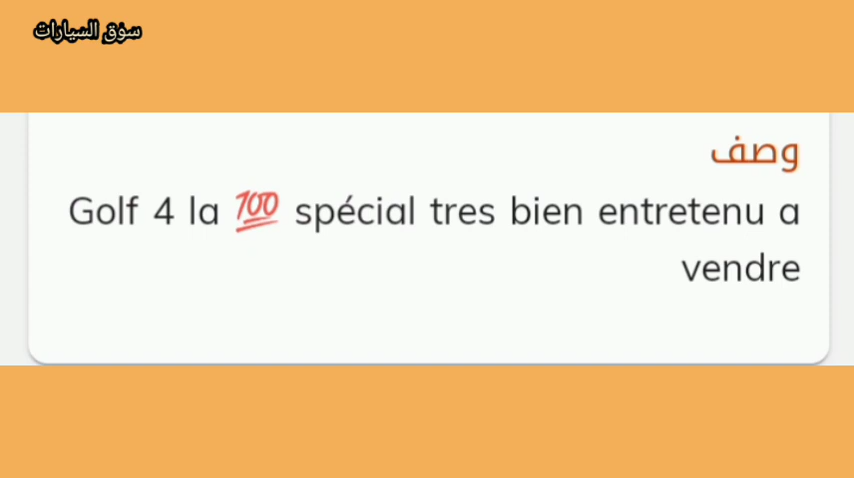 سوق السيارات
وصف
Golf 4 la 💯 spécial tres bien entretenu a
vendre